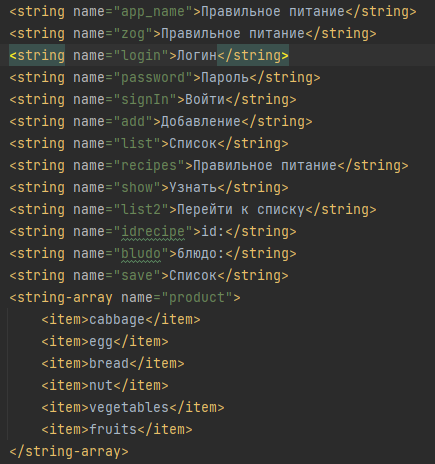 <string name="app_name">Правильное питание</string>
<string name="zog">Правильное питание</string>
<string name="login">Логин</string>
<string name="password">Пароль</string>
<string name="signIn">Войти</string>
<string name="add">Добавление</string>
<string name="list">Список</string>
<string name="recipes">Правильное питание</string>
<string name="show">Узнать</string>
<string name="list2">Перейти к списку</string>
<string name="idrecipe">id:</string>
<string name="bludo">блюдо:</string>
<string name="save">Список</string>
<string-array name="product">
    <item>cabbage</item>
    <item>egg</item>
    <item>bread</item>
    <item>nut</item>
    <item>vegetables</item>
    <item>fruits</item>
</string-array>